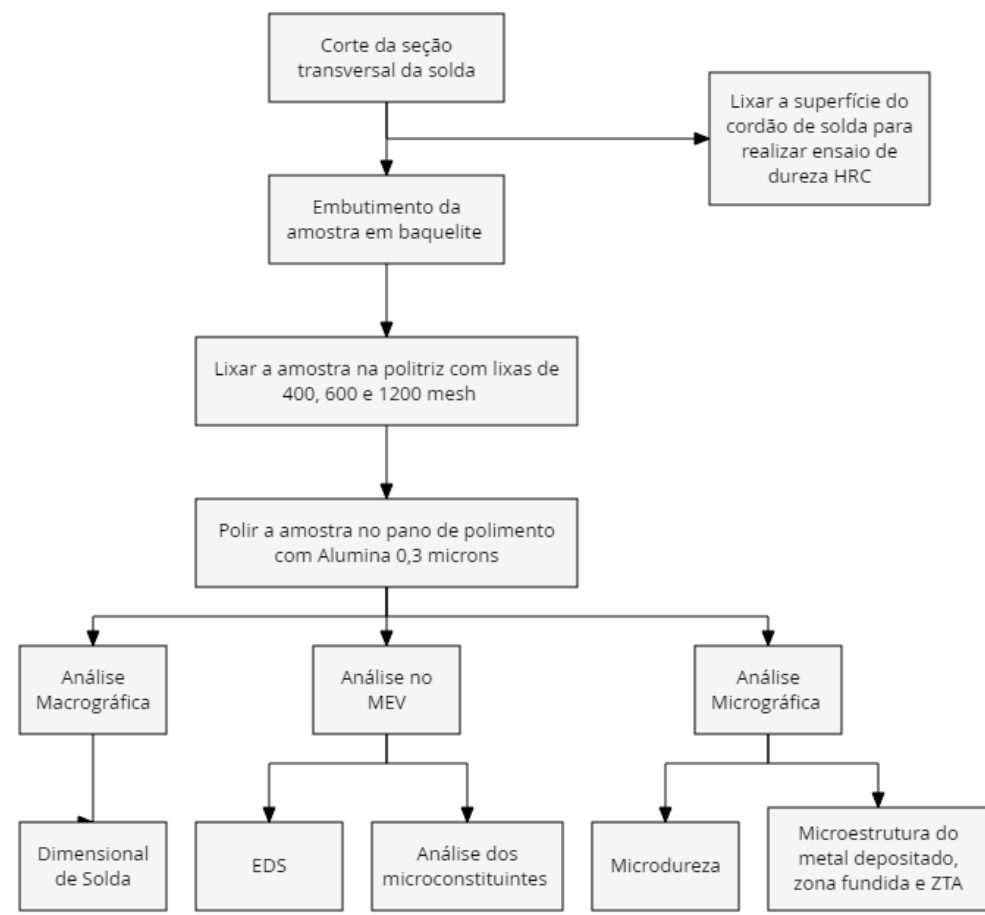 Corte da seção
transversal da solda
Lixar a superfície do
cordão de solda para
realizar ensaio de
dureza HRC
Embutimento da
amostra em baquelite
Lixar a amostra na politriz com lixas de
400, 600 e 1200 mesh
Polir a amostra no pano de polimento
com Alumina 0,3 microns
Análise
Macrográfica
Análise no
MEV
Análise
Micrográfica
Dimensional
de Solda
EDS
Análise dos
microconstituintes
Microdureza
Microestrutura do
metal depositado,
zona fundida e ZTA